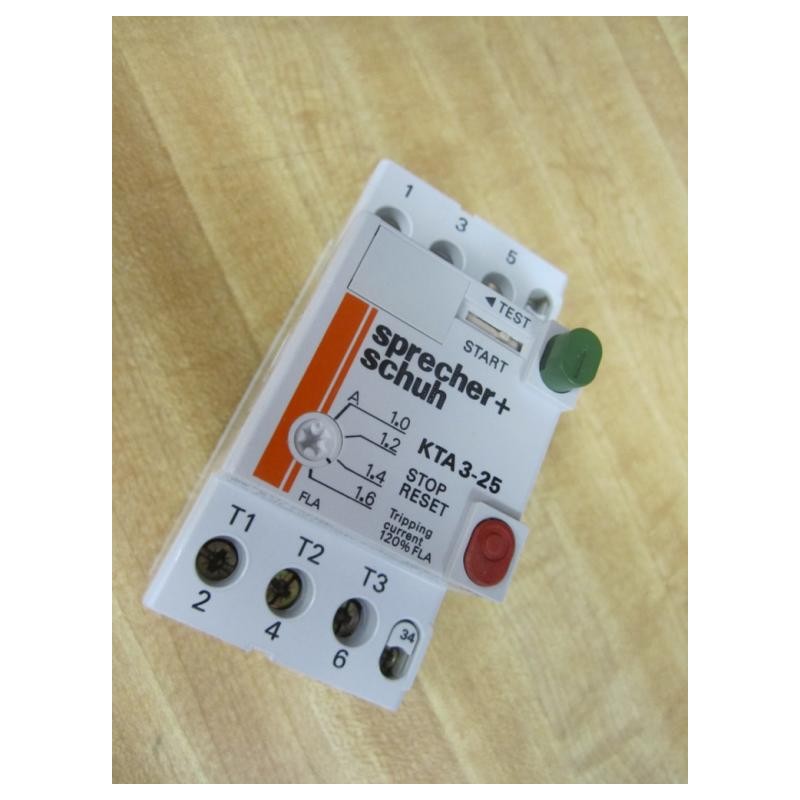 1 3 5
◄ TEST
START
I
sprecher+
schuh
A
1.0
1.2
1.4
1.6
FLA
KTA 3-25
STOP
RESET
Tripping
current
120% FLA
O
T1 T2 T3
2 4 6
34